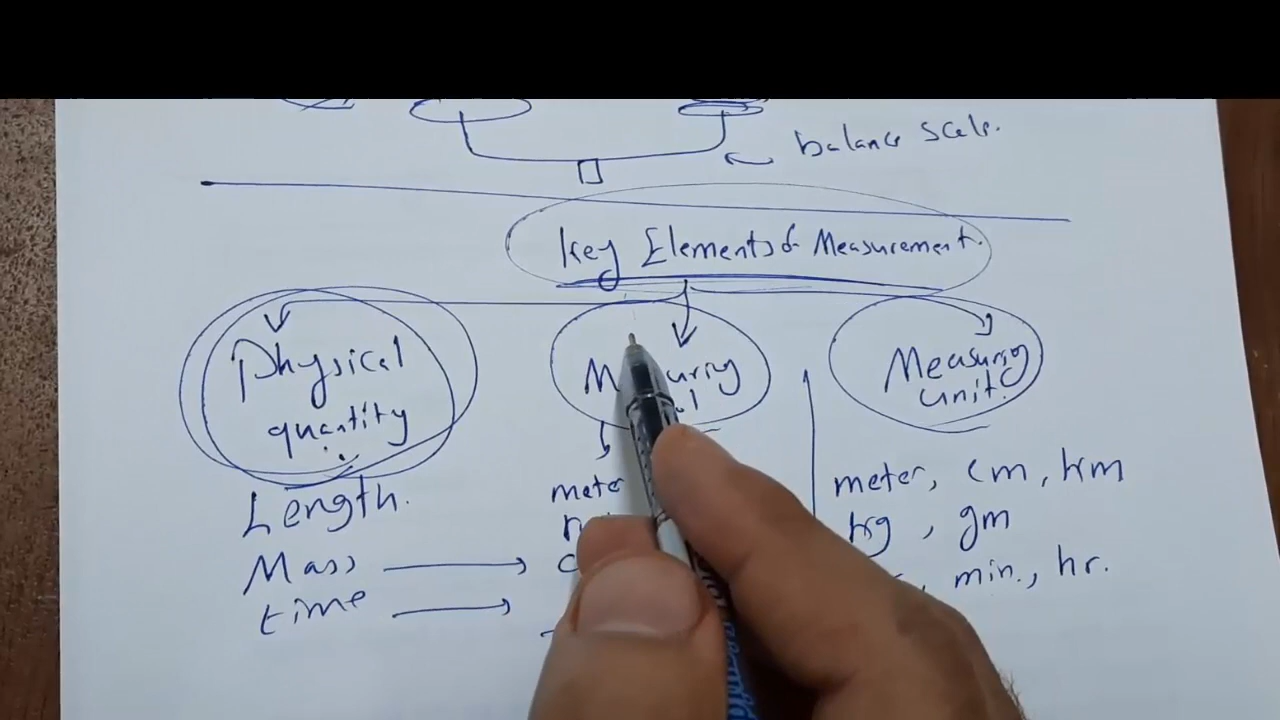 balance scale.
Key Elements of Measurement.
Physical
quantity
Measuring
unit.
Length.
Mass
time
meter
meter, cm, km
kg, gm
min., hr.